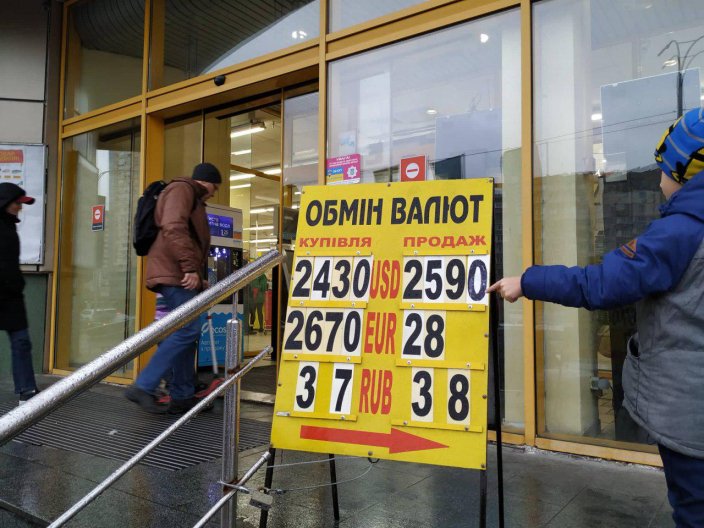 ОБМІН ВАЛЮТ
КУПІВЛЯ ПРОДАЖ
2430 USD 2590
2670 EUR 28
37 RUB 38